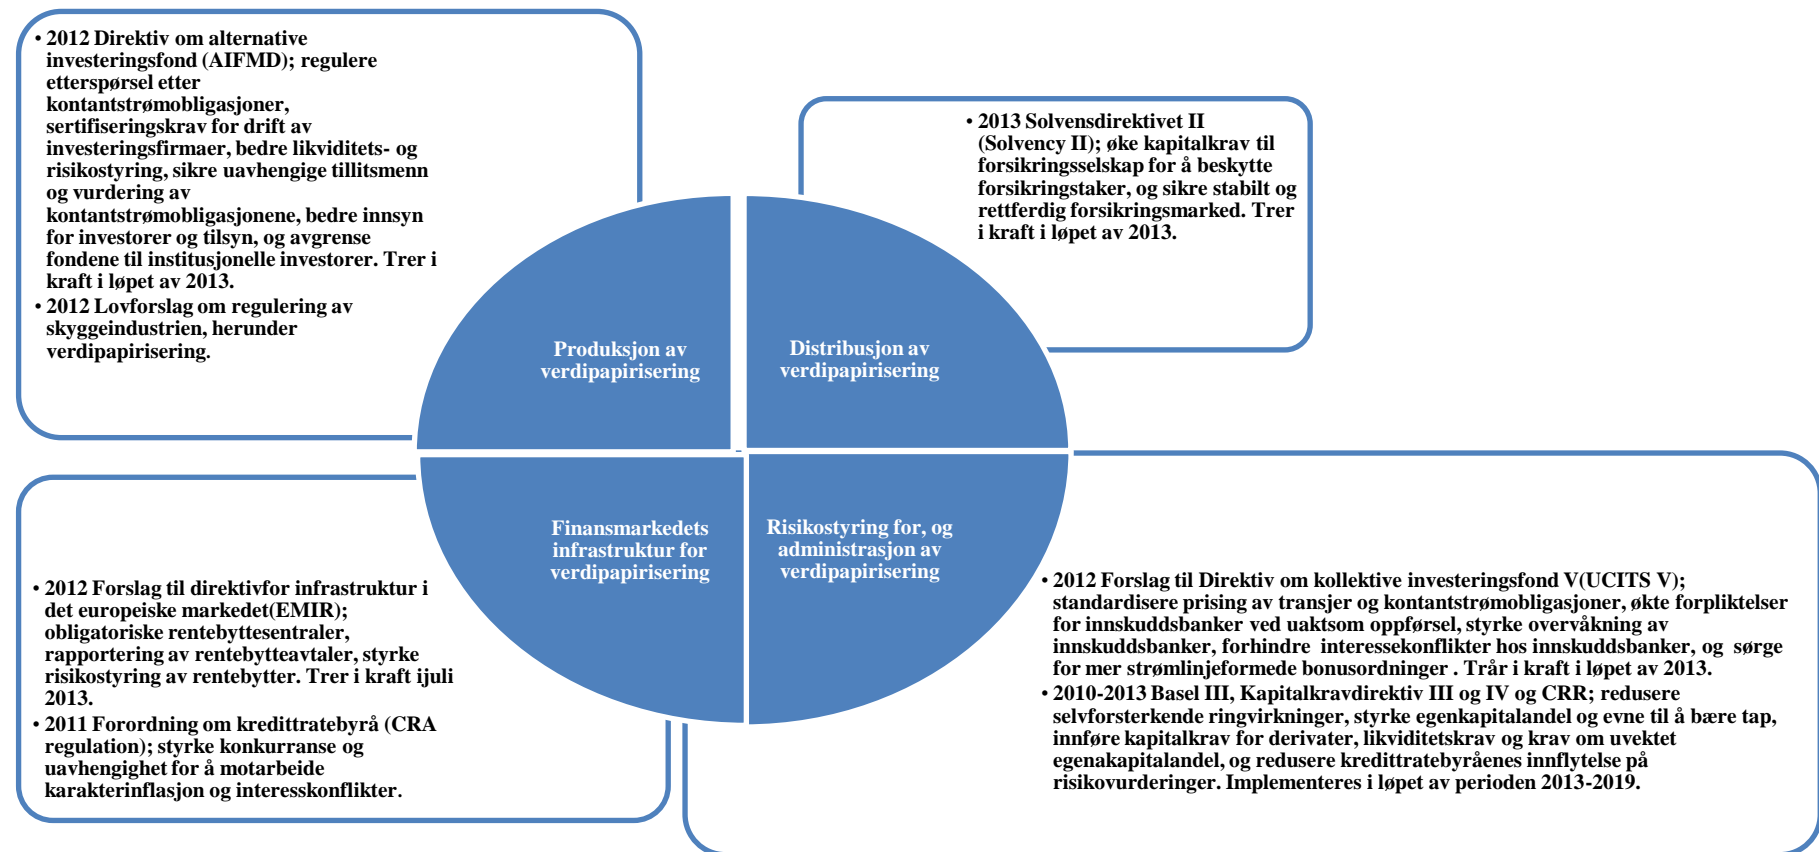 • 2012 Direktiv om alternative
investeringsfond (AIFMD); regulere
etterspørsel etter
kontantstrømobligasjoner,
sertifiseringskrav for drift av
investeringsfirmaer, bedre likviditets- og
risikostyring, sikre uavhengige tillitsmenn
og vurdering av
kontantstrømobligasjonene, bedre innsyn
for investorer og tilsyn, og avgrense
fondene til institusjonelle investorer. Trer i
kraft i løpet av 2013.
• 2012 Lovforslag om regulering av
skyggeindustrien, herunder
verdipapirisering.
• 2013 Solvensdirektivet II
(Solvency II); øke kapitalkrav til
forsikringsselskap for å beskytte
forsikringstaker, og sikre stabilt og
rettferdig forsikringsmarked. Trer
i kraft i løpet av 2013.
Produksjon av
verdipapirisering
Distribusjon av
verdipapirisering
Finansmarkedets
infrastruktur for
verdipapirisering
Risikostyring for, og
administrasjon av
verdipapirisering
• 2012 Forslag til direktivfor infrastruktur i
det europeiske markedet(EMIR);
obligatoriske rentebyttesentraler,
rapportering av rentebytteavtaler, styrke
risikostyring av rentebytter. Trer i kraft ijuli
2013.
• 2011 Forordning om kredittratebyrå (CRA
regulation); styrke konkurranse og
uavhengighet for å motarbeide
karakterinflasjon og interesskonflikter.
• 2012 Forslag til Direktiv om kollektive investeringsfond V(UCITS V);
standardisere prising av transjer og kontantstrømobligasjoner, økte forpliktelser
for innskuddsbanker ved uaktsom oppførsel, styrke overvåkning av
innskuddsbanker, forhindre interessekonflikter hos innskuddsbanker, og sørge
for mer strømlinjeformede bonusordninger . Trår i kraft i løpet av 2013.
• 2010-2013 Basel III, Kapitalkravdirektiv III og IV og CRR; redusere
selvforsterkende ringvirkninger, styrke egenkapitalandel og evne til å bære tap,
innføre kapitalkrav for derivater, likviditetskrav og krav om uvektet
egenakapitalandel, og redusere kredittratebyråenes innflytelse på
risikovurderinger. Implementeres i løpet av perioden 2013-2019.